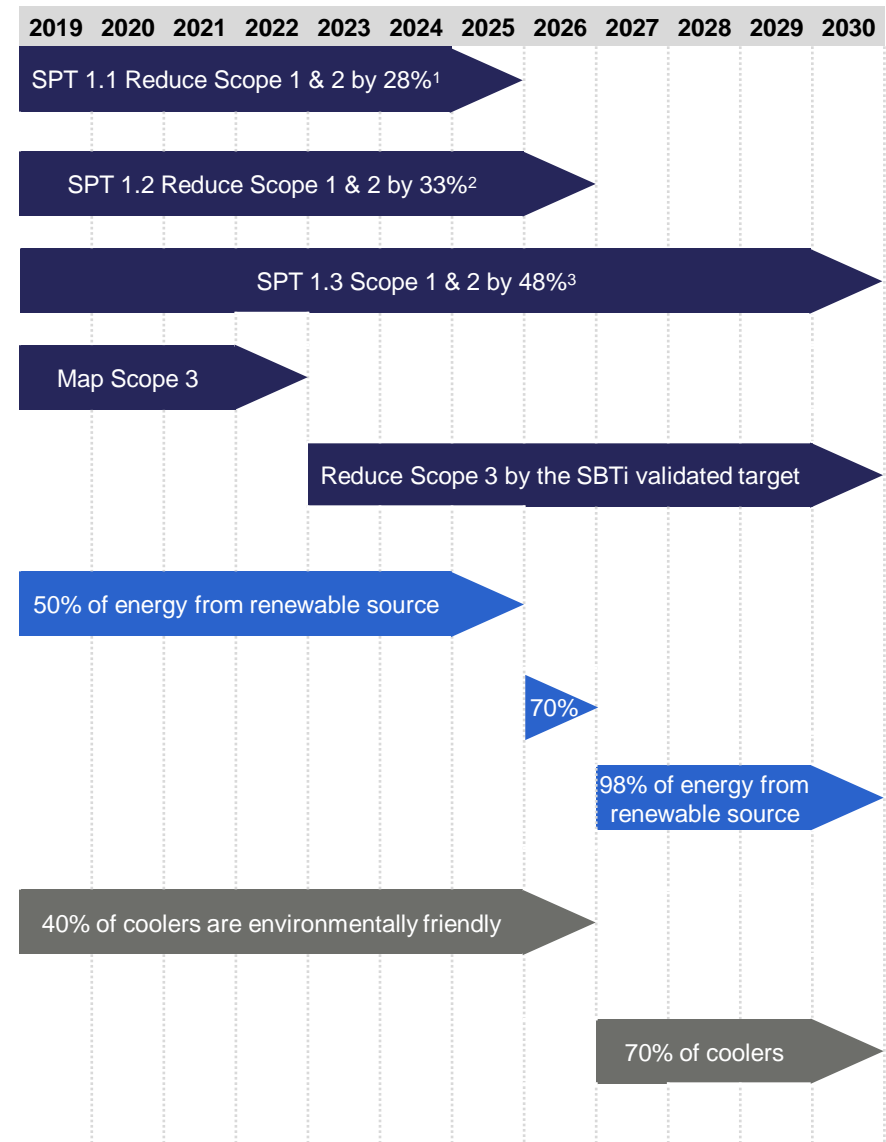 2019 2020 2021 2022 2023 2024 2025 2026 2027 2028 2029 2030
SPT 1.1 Reduce Scope 1 & 2 by 28%¹
SPT 1.2 Reduce Scope 1 & 2 by 33%²
SPT 1.3 Scope 1 & 2 by 48%³
Map Scope 3
Reduce Scope 3 by the SBTi validated target
50% of energy from renewable source
70%
98% of energy from
renewable source
40% of coolers are environmentally friendly
70% of coolers